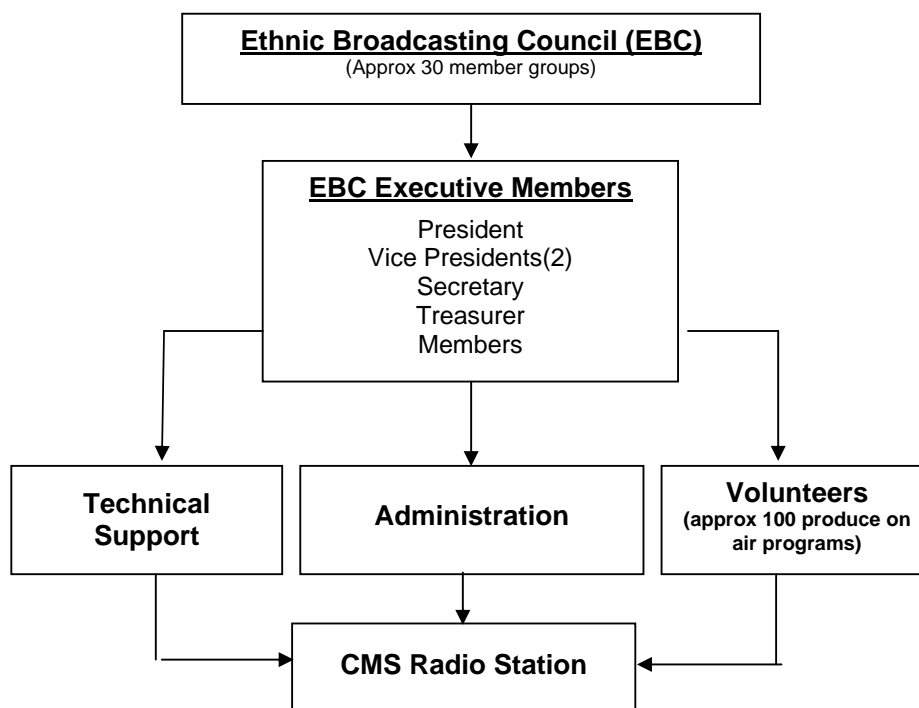 Ethnic Broadcasting Council (EBC)
(Approx 30 member groups)
EBC Executive Members
President
Vice Presidents(2)
Secretary
Treasurer
Members
Technical
Support
Administration
Volunteers
(approx 100 produce on
air programs)
CMS Radio Station